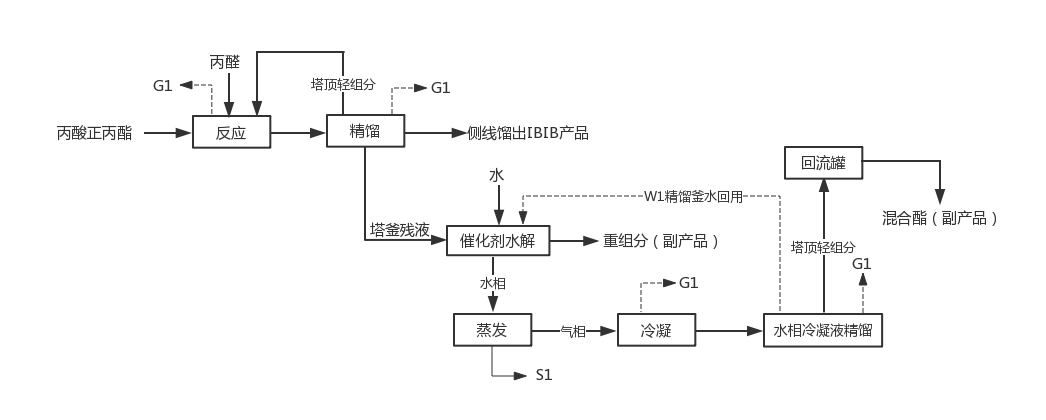 丙醛
G1
塔顶轻组分
G1
丙酸正丙酯
反应
精馏
侧线馏出IBIB产品
回流罐
水
W1精馏釜水回用
混合酯（副产品）
塔釜残液
催化剂水解
重组分（副产品）
塔顶轻组分
G1
水相
G1
蒸发
气相
冷凝
水相冷凝液精馏
S1